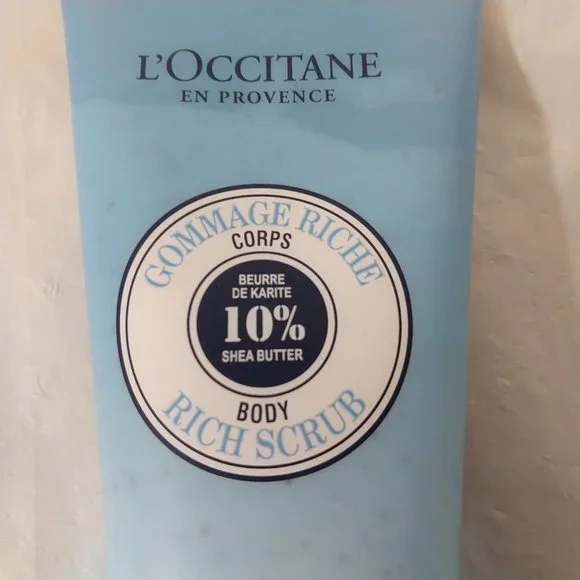 L'OCCITANE
EN PROVENCE
GOMMAGE RICHE
CORPS
BEURRE
DE KARITE
10%
SHEA BUTTER
BODY
RICH SCRUB